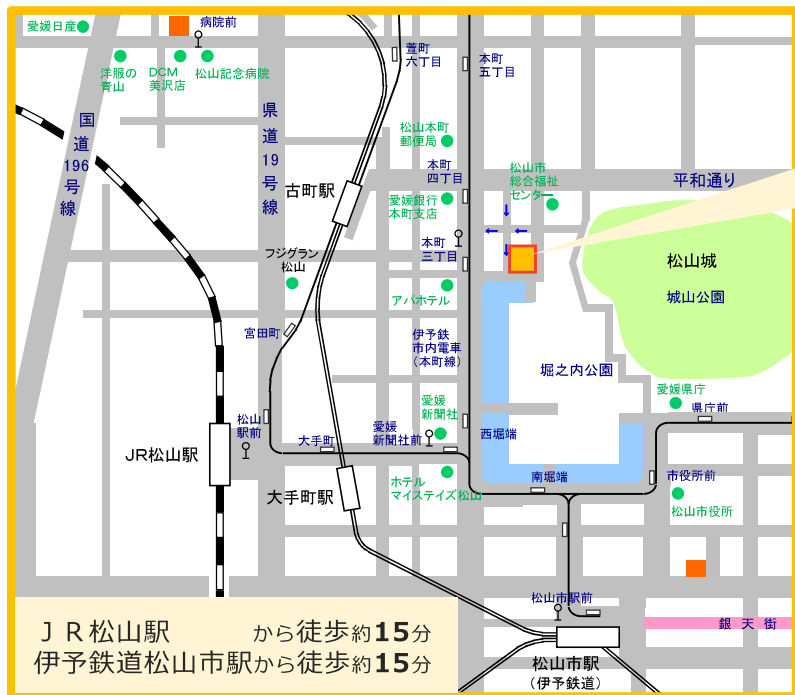 愛媛日産
病院前
洋服の
青山
DCM
美沢店
松山記念病院
萱町
六丁目
本町
五丁目
国道196号線
県道19号線
松山本町
郵便局
本町
四丁目
松山市
総合福祉
センター
平和通り
古町駅
愛媛銀行
本町支店
本町
三丁目
フジグラン
松山
松山城
城山公園
アパホテル
宮田町
伊予鉄
市内電車
(本町線)
堀之内公園
愛媛県庁
県庁前
愛媛
新聞社
松山
駅前
大手町
愛媛
新聞社前
西堀端
JR松山駅
大手町駅
ホテル
マイステイズ松山
南堀端
市役所前
松山市役所
松山市駅前
銀天街
松山市駅
(伊予鉄道)
JR松山駅 から徒歩約15分
伊予鉄道松山市駅から徒歩約15分